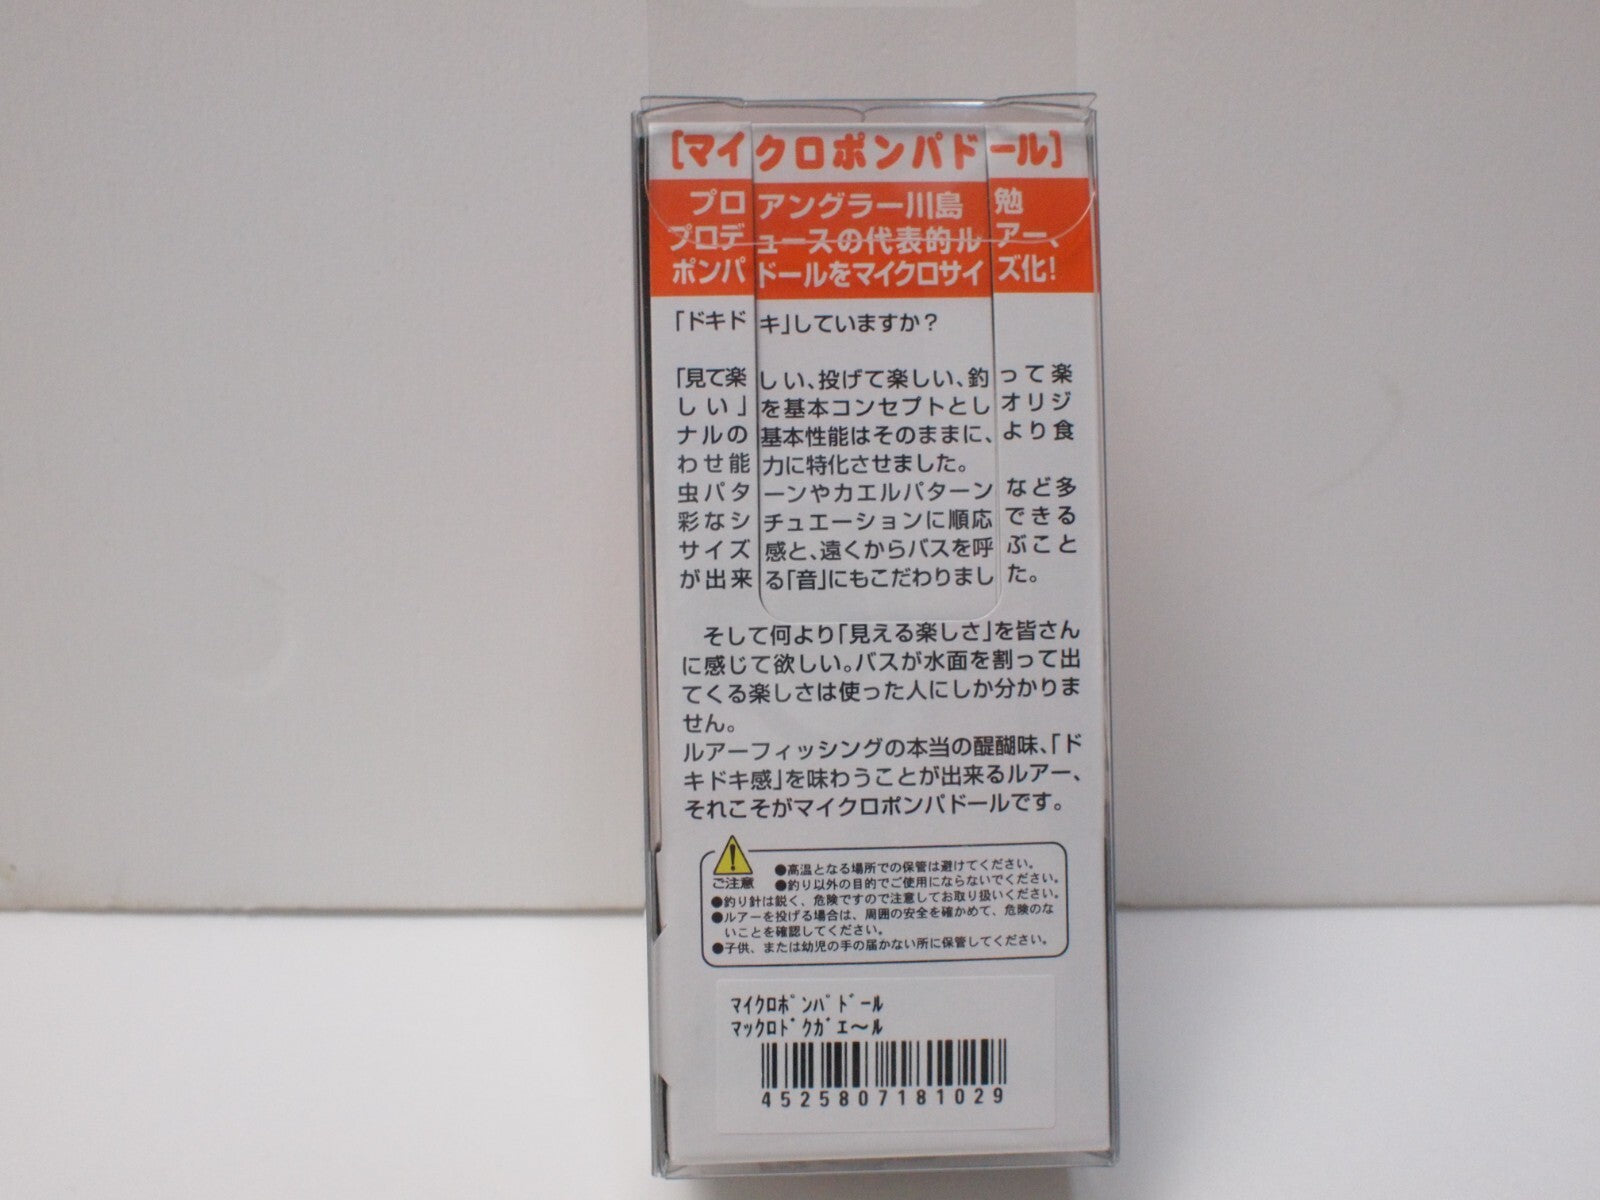 [マイクロポンパドール]
プロアングラー川島 勉
プロデュースの代表的ルアー、
ポンパドールをマイクロサイズ化!
「ドキドキ」していますか?
「見て楽しい、投げて楽しい、釣って楽
しい」を基本コンセプトとしオリジ
ナルの基本性能はそのままに、より食
わせ能力に特化させました。
虫パターンやカエルパターンなど多
彩なシチュエーションに順応できる
サイズ感と、遠くからバスを呼ぶこと
が出来る「音」にもこだわりました。
そして何より「見える楽しさ」を皆さん
に感じて欲しい。バスが水面を割って出
てくる楽しさは使った人にしか分かりま
せん。
ルアーフィッシングの本当の醍醐味、「ド
キドキ感」を味わうことが出来るルアー、
それこそがマイクロポンパドールです。
ご注意
●高温となる場所での保管は避けてください。
●釣り以外の目的でご使用にならないでください。
●釣り針は鋭く、危険ですので注意してお取り扱いください。
●ルアーを投げる場合は、周囲の安全を確かめて、危険のな
いことを確認してください。
●子供、または幼児の手の届かない所に保管してください。
マイクロポンパドール
マックロドクガエ〜ル
4525807181029